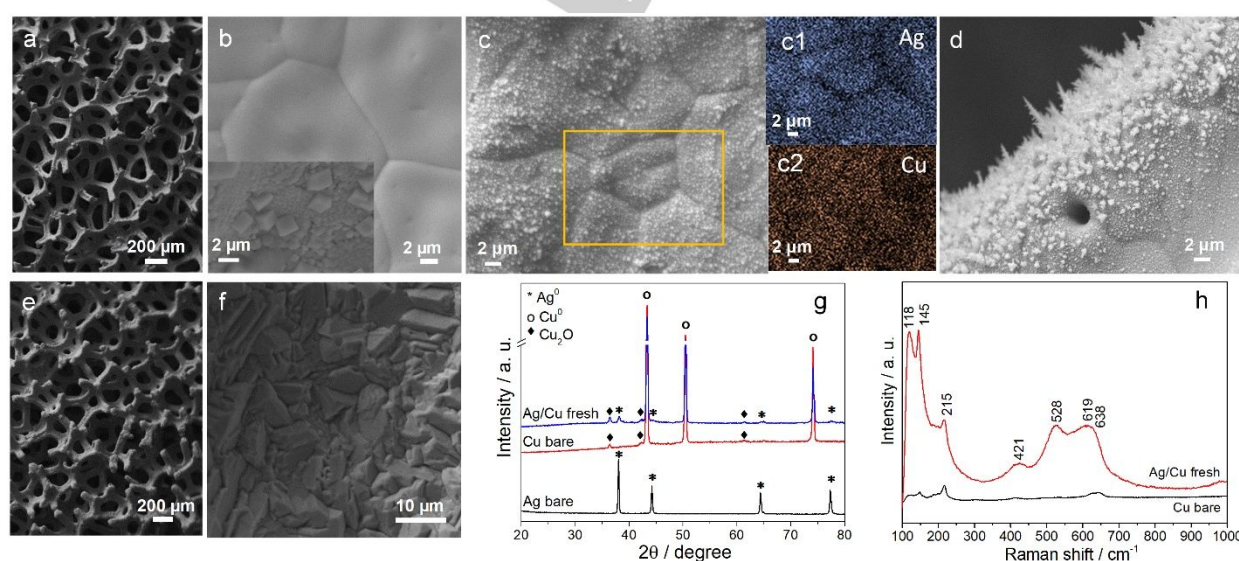 a
200 µm
b
2 µm
2 µm
c
2 µm
c1
Ag
2 µm
c2
Cu
2 µm
d
2 µm
e
200 µm
f
10 µm
g
* Ag⁰
o Cu⁰
♦ Cu₂O
o
o
o
Ag/Cu fresh
♦ * ♦ * ♦ * *
Cu bare
♦ ♦ ♦
Ag bare
* * * *
Intensity / a. u.
20 30 40 50 60 70 80
2θ / degree
h
118
145
215
421
528
619
638
Ag/Cu fresh
Cu bare
Intensity / a. u.
100 200 300 400 500 600 700 800 900 1000
Raman shift / cm⁻¹